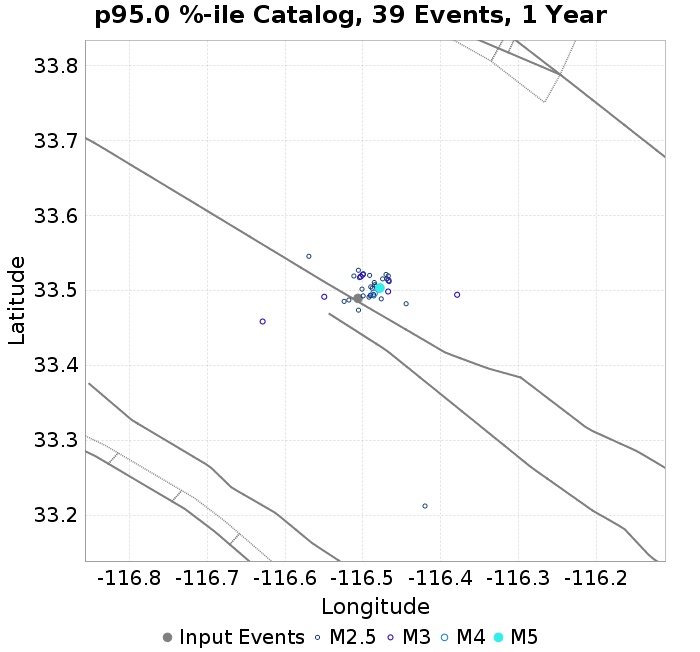 p95.0 %-ile Catalog, 39 Events, 1 Year
33.8
33.7
33.6
33.5
33.4
33.3
33.2
Latitude
-116.8 -116.7 -116.6 -116.5 -116.4 -116.3 -116.2
Longitude
Input Events M2.5 M3 M4 M5